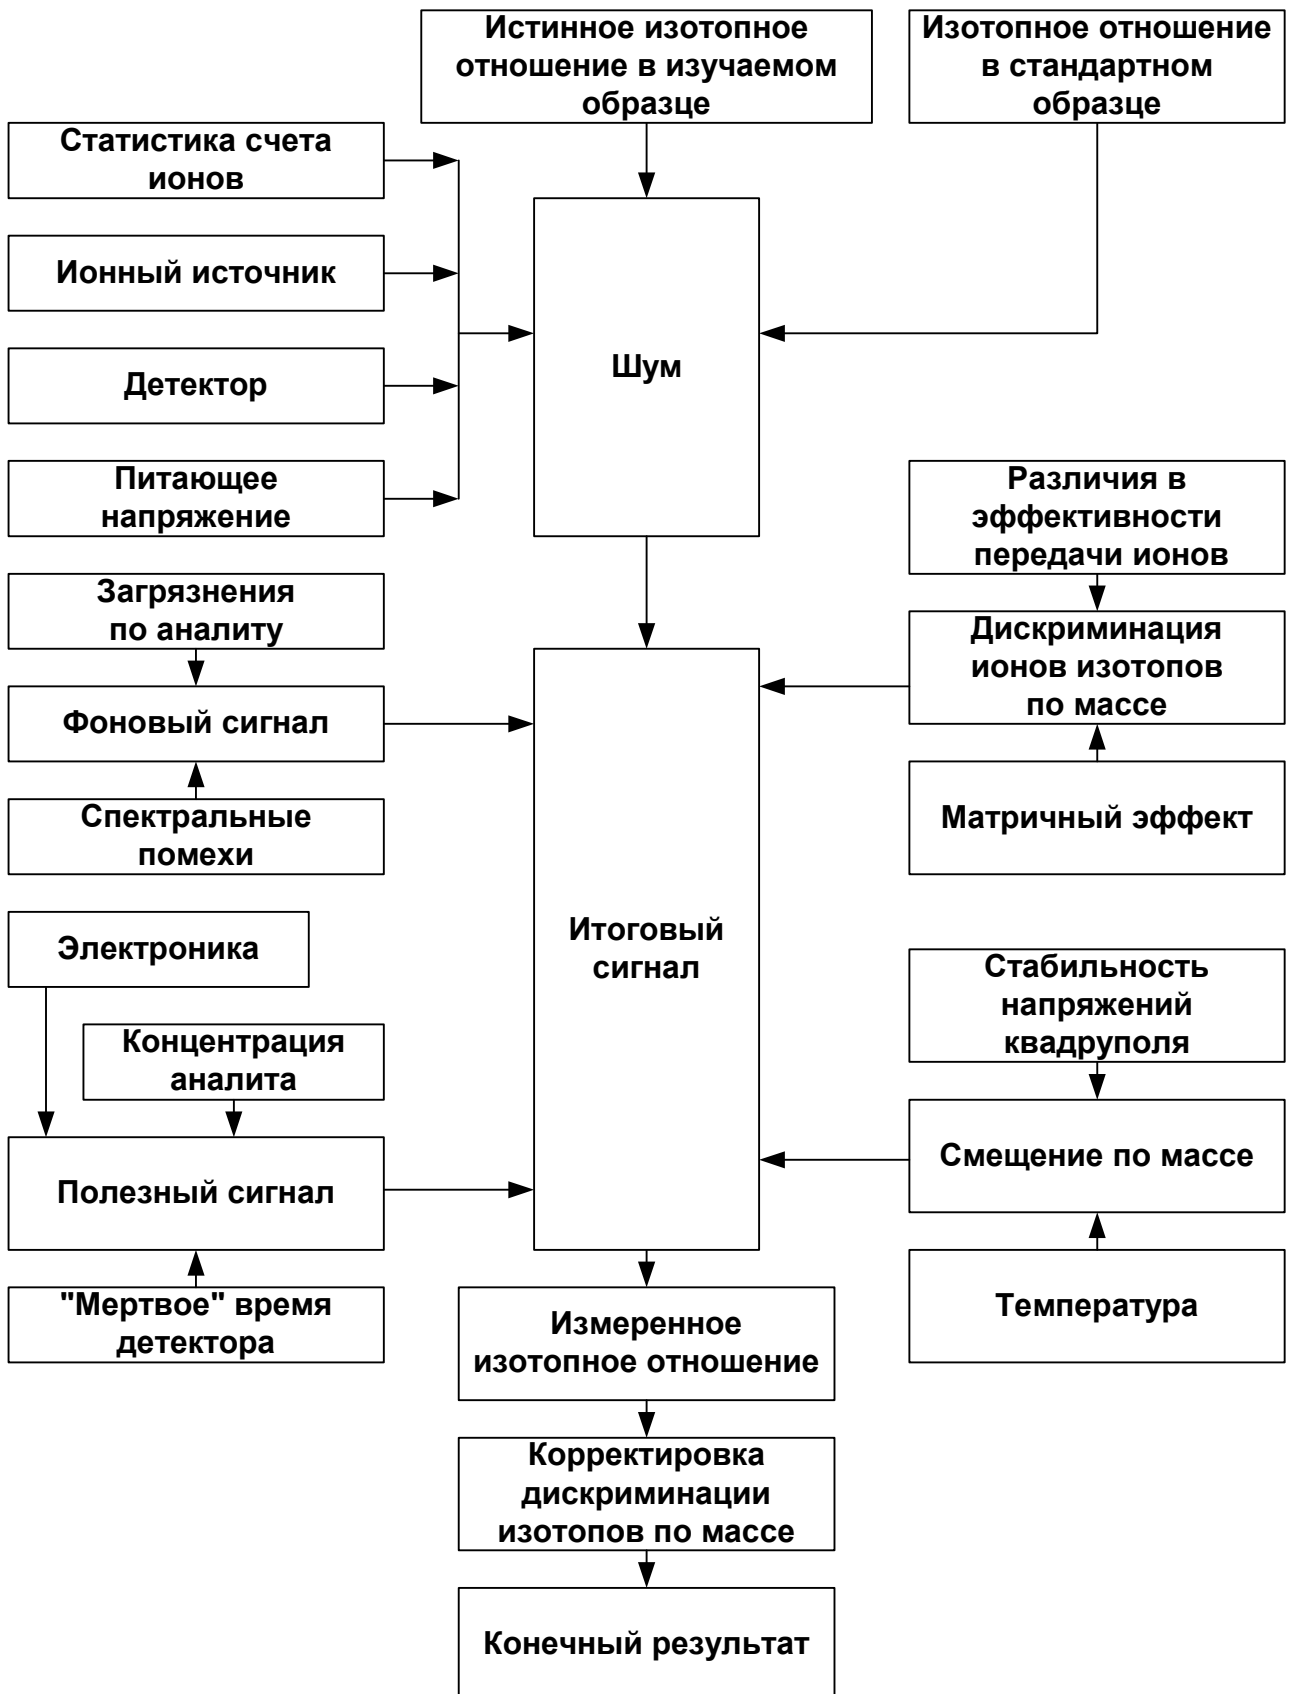 Истинное изотопное
отношение в изучаемом
образце
Изотопное отношение
в стандартном
образце
Статистика счета
ионов
Ионный источник
Детектор
Питающее
напряжение
Шум
Различия в
эффективности
передачи ионов
Загрязнения
по аналиту
Дискриминация
ионов изотопов
по массе
Фоновый сигнал
Спектральные
помехи
Матричный эффект
Электроника
Итоговый
сигнал
Стабильность
напряжений
квадруполя
Концентрация
аналита
Полезный сигнал
Смещение по массе
"Мертвое" время
детектора
Температура
Измеренное
изотопное отношение
Корректировка
дискриминации
изотопов по массе
Конечный результат